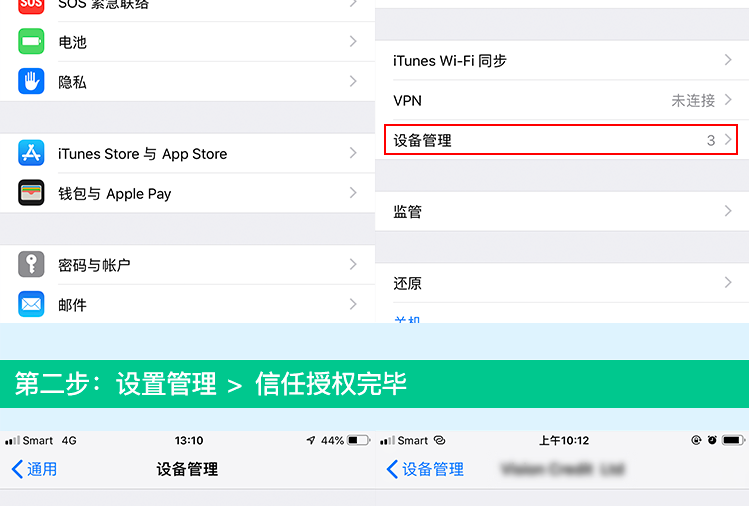 SOS
SOS 紧急联络
电池
隐私
iTunes Store 与 App Store
钱包与 Apple Pay
密码与帐户
邮件
iTunes Wi-Fi 同步
VPN 未连接
设备管理 3
监管
还原
关机
第二步：设置管理 > 信任授权完毕
Smart 4G 13:10 44%
通用 设备管理
Smart 上午10:12
设备管理